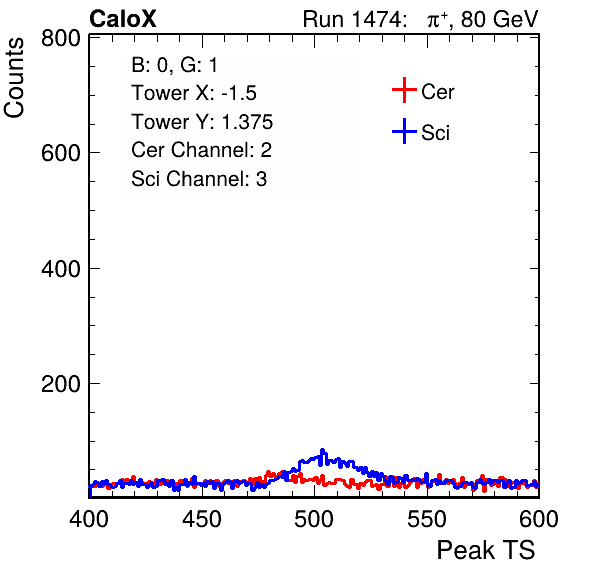 CaloX Run 1474: π⁺, 80 GeV
Counts
800
600
400
200
B: 0, G: 1
Tower X: -1.5
Tower Y: 1.375
Cer Channel: 2
Sci Channel: 3
Cer
Sci
400 450 500 550 600
Peak TS